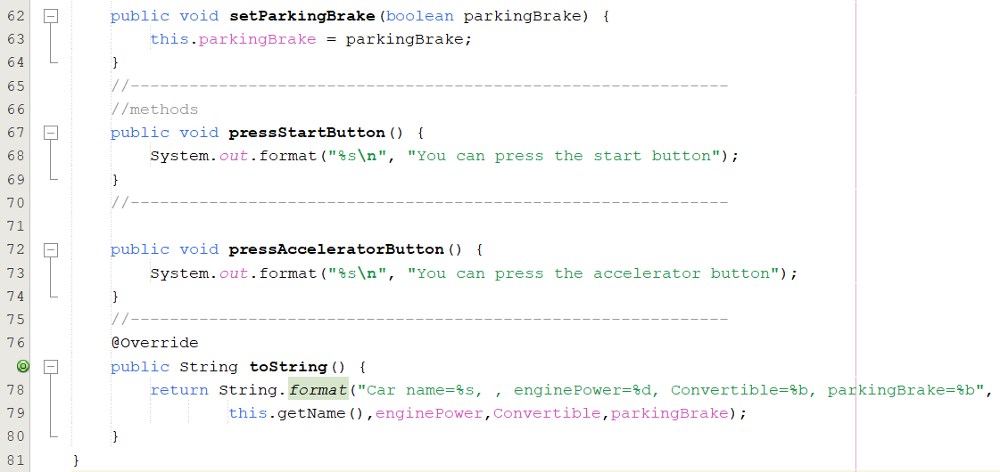 62 public void setParkingBrake(boolean parkingBrake) {
63 this.parkingBrake = parkingBrake;
64 }
65 //-------------------------------------------------------------
66 //methods
67 public void pressStartButton() {
68 System.out.format("%s\n", "You can press the start button");
69 }
70 //-------------------------------------------------------------
71
72 public void pressAcceleratorButton() {
73 System.out.format("%s\n", "You can press the accelerator button");
74 }
75 //-------------------------------------------------------------
76 @Override
public String toString() {
78 return String.format("Car name=%s, , enginePower=%d, Convertible=%b, parkingBrake=%b",
79 this.getName(),enginePower,Convertible,parkingBrake);
80 }
81 }